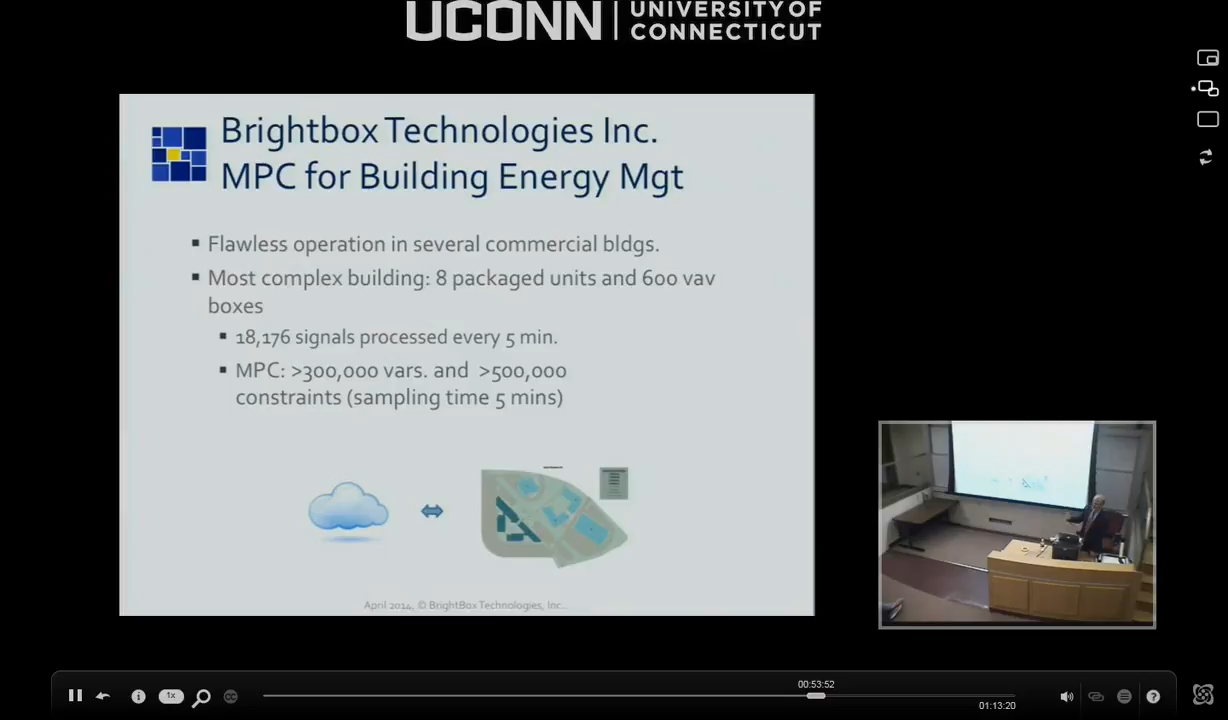 UCONN | UNIVERSITY OF
CONNECTICUT
Brightbox Technologies Inc.
MPC for Building Energy Mgt
▪ Flawless operation in several commercial bldgs.
▪ Most complex building: 8 packaged units and 600 vav
boxes
▪ 18,176 signals processed every 5 min.
▪ MPC: >300,000 vars. and >500,000
constraints (sampling time 5 mins)
April 2014, © BrightBox Technologies, Inc..
1x
CC
00:53:52
01:13:20